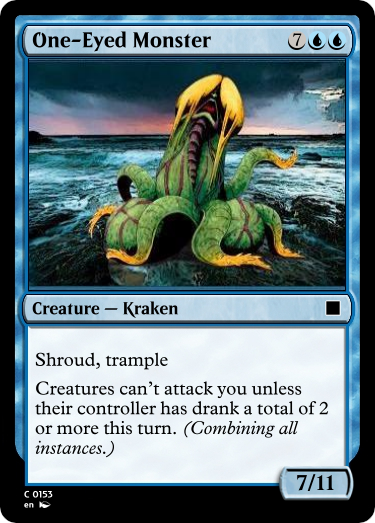 One-Eyed Monster 7
Creature — Kraken
Shroud, trample
Creatures can't attack you unless
their controller has drank a total of 2
or more this turn. (Combining all
instances.)
7/11
C 0153
en